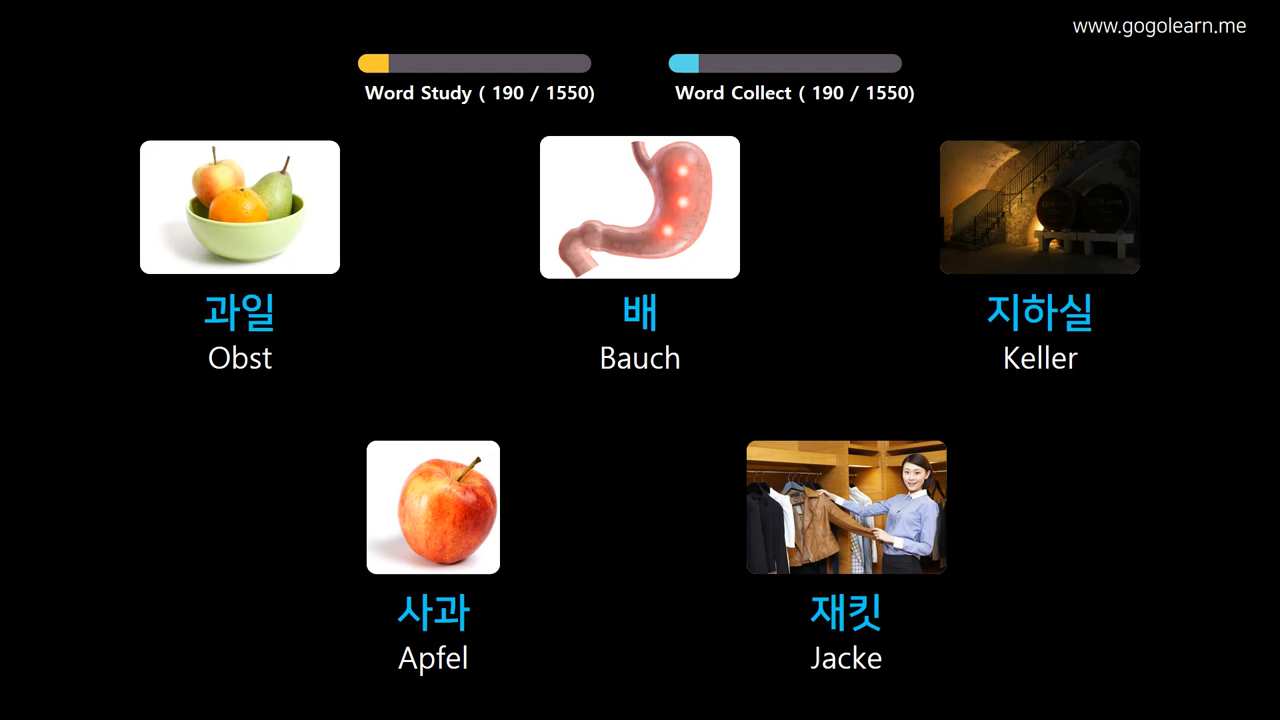 www.gogolearn.me
Word Study ( 190 / 1550)
Word Collect ( 190 / 1550)
과일
Obst
배
Bauch
지하실
Keller
사과
Apfel
재킷
Jacke